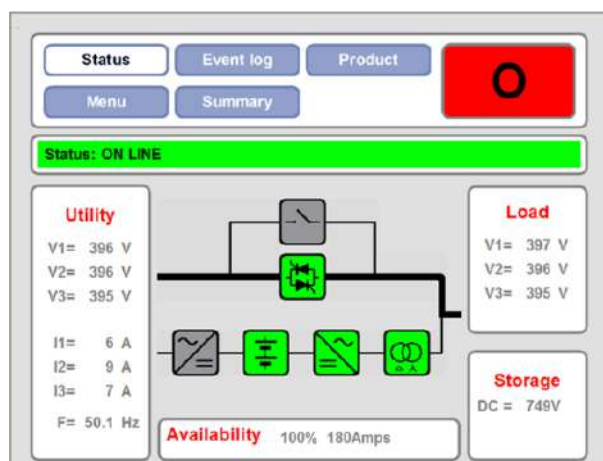 Status Event log Product
Menu Summary
O
Status: ON LINE
Utility
V1= 396 V
V2= 396 V
V3= 395 V
I1= 6 A
I2= 9 A
I3= 7 A
F= 50.1 Hz
Load
V1= 397 V
V2= 396 V
V3= 395 V
Storage
DC = 749V
Availability 100% 180Amps